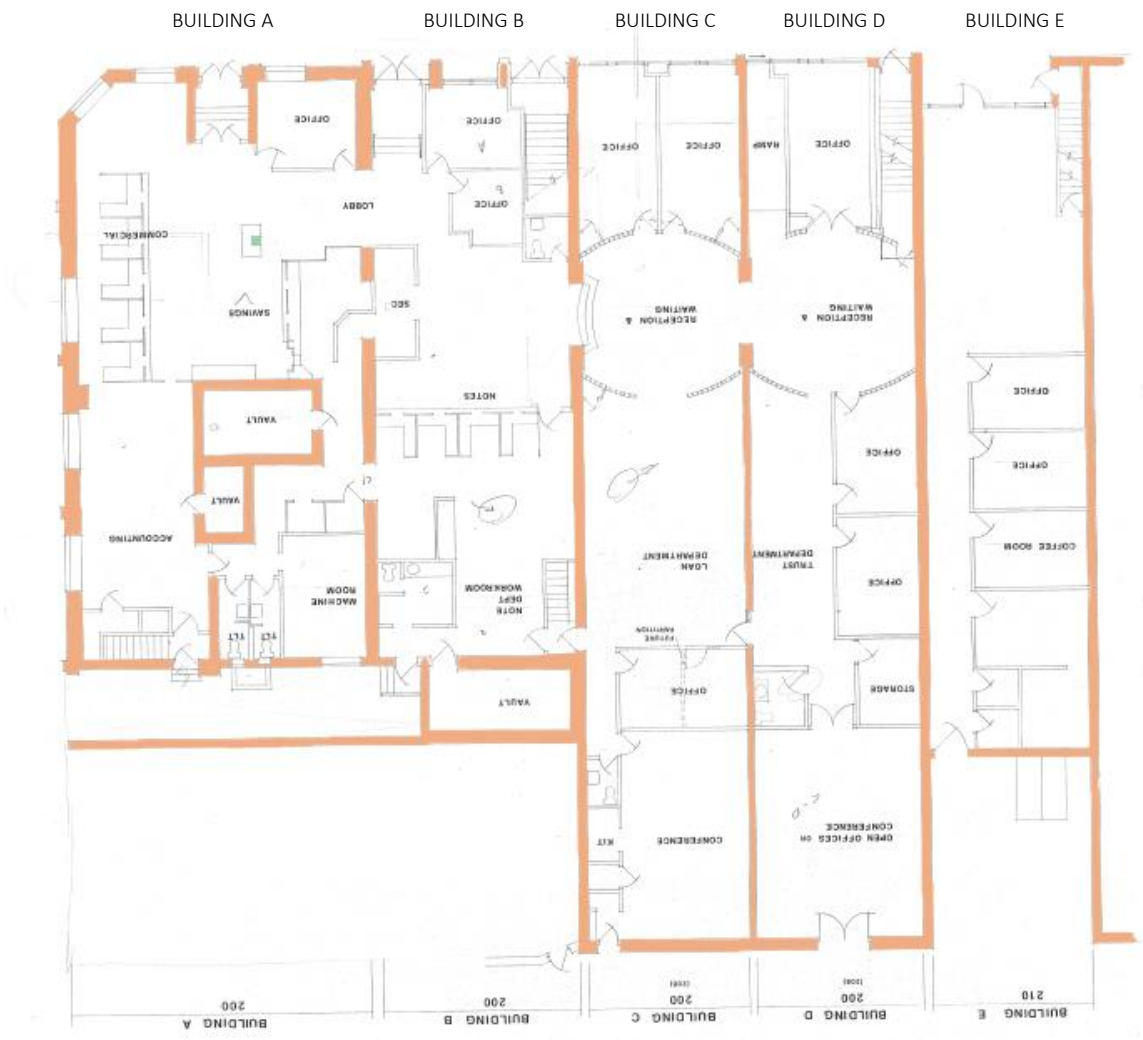 BUILDING A
BUILDING B
BUILDING C
BUILDING D
BUILDING E
OFFICE
OFFICE
A
OFFICE
B
LOBBY
COMMERCIAL
SAVINGS
SEC
NOTES
VAULT
VAULT
ACCOUNTING
MACHINE
ROOM
TLT
TLT
NOTE
DEPT
WORKROOM
VAULT
OFFICE
OFFICE
RECEPTION &
WAITING
LOAN
DEPARTMENT
FUTURE
PARTITION
OFFICE
CONFERENCE
KIT
RAMP
OFFICE
RECEPTION &
WAITING
OFFICE
TRUST
DEPARTMENT
OFFICE
STORAGE
OPEN OFFICES OR
CONFERENCE
OFFICE
OFFICE
COFFEE ROOM
200
BUILDING A
200
BUILDING B
(206)
200
BUILDING C
(208)
200
BUILDING D
210
BUILDING E